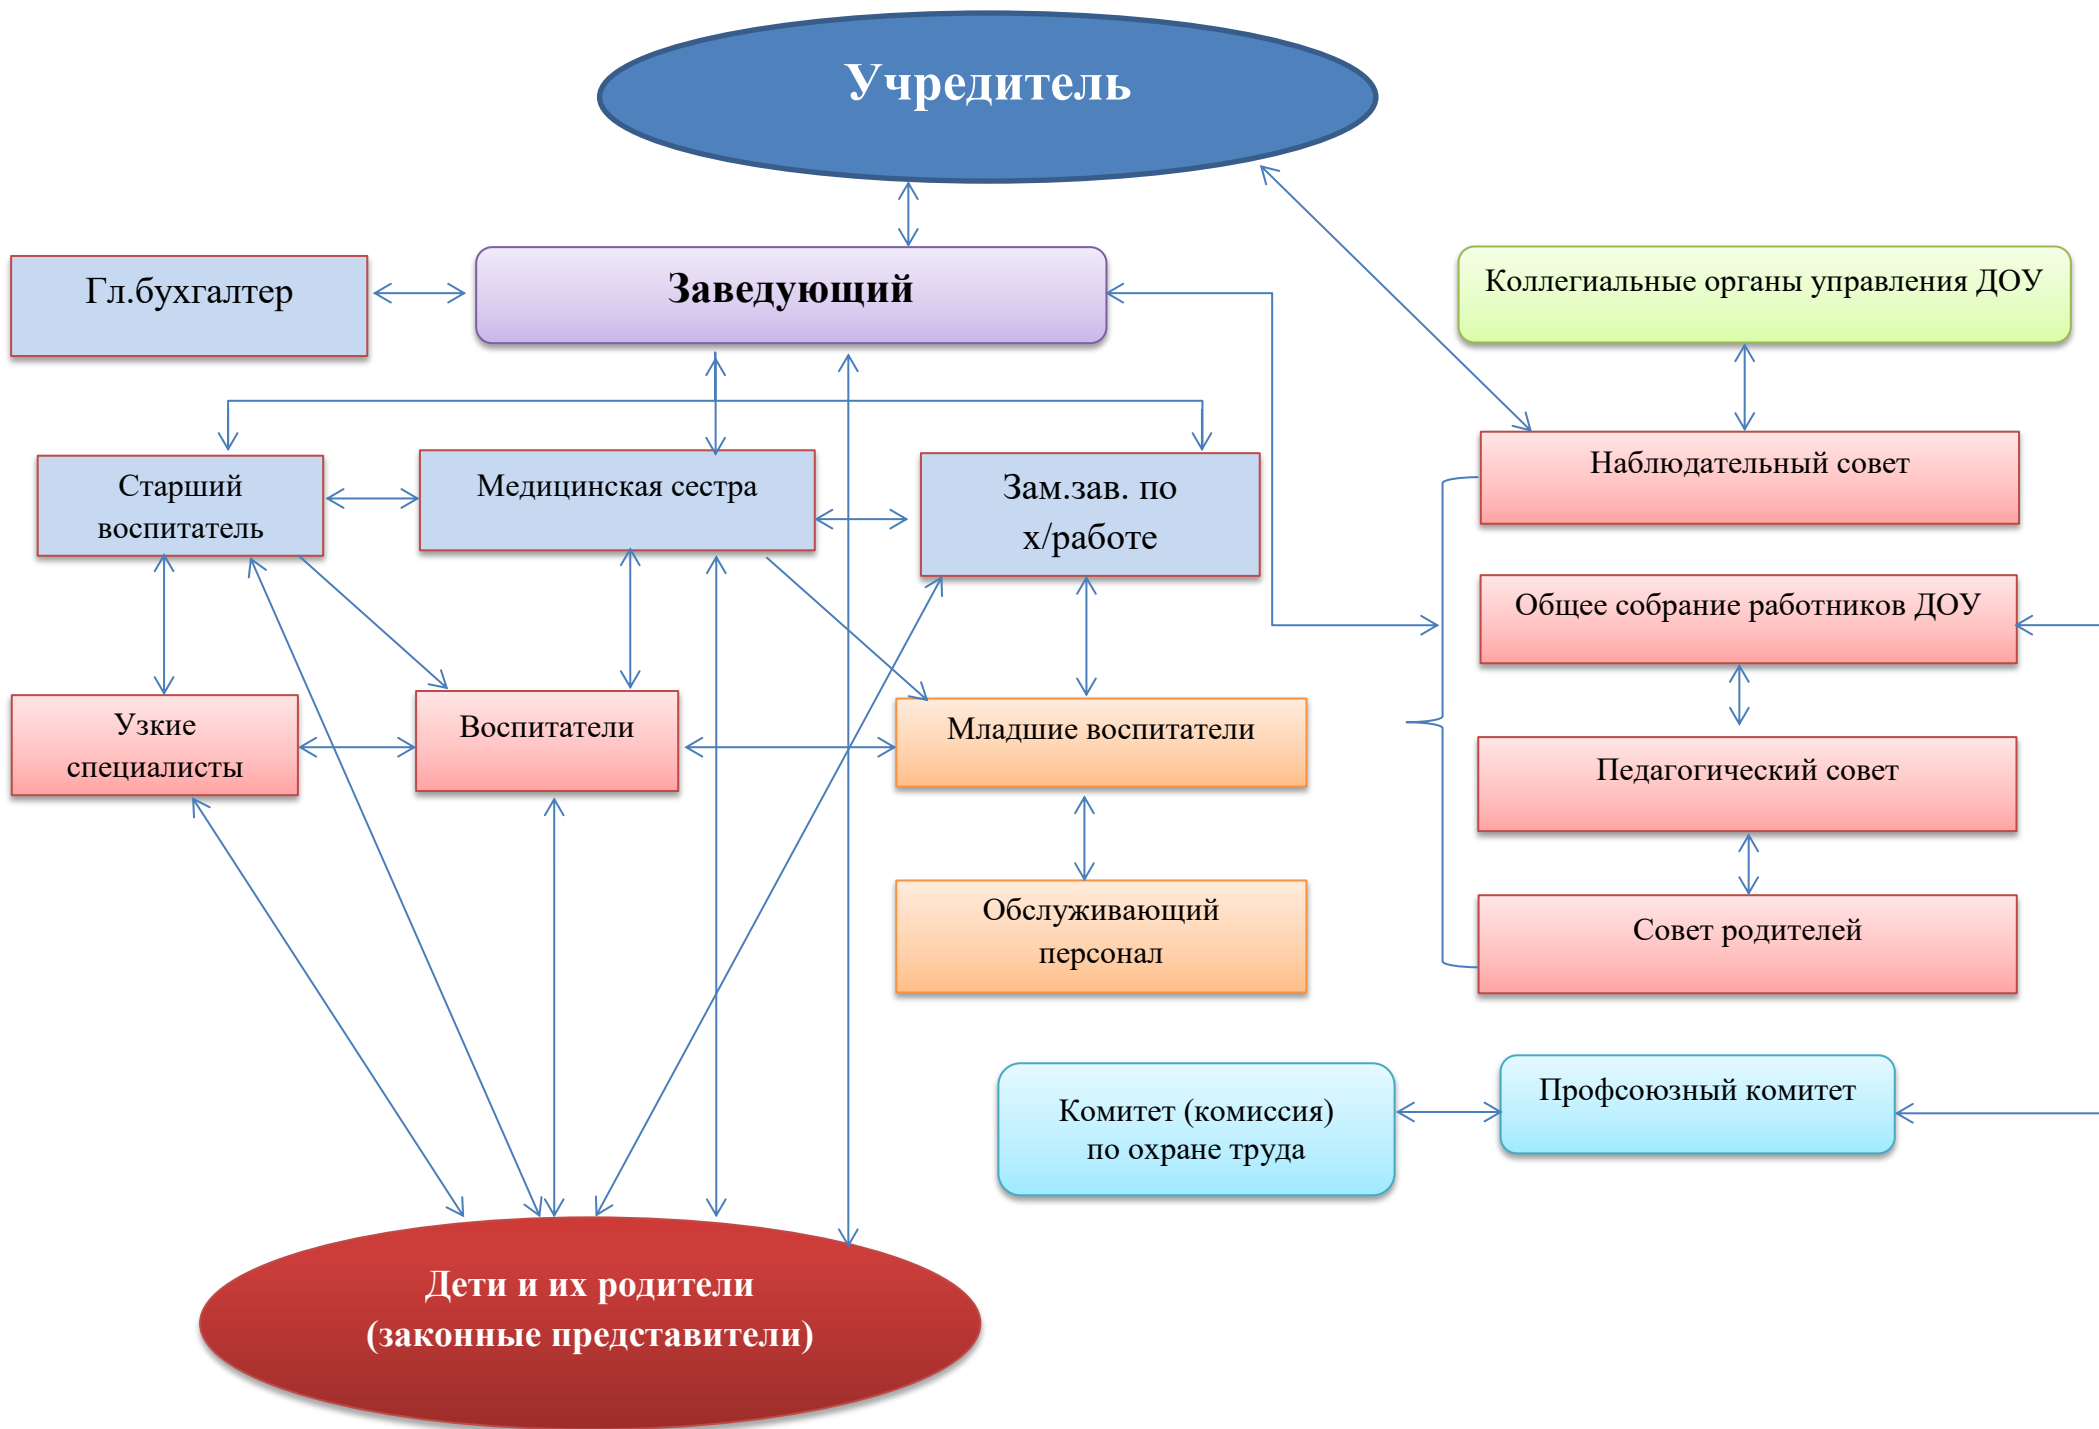 Учредитель
Гл.бухгалтер
Заведующий
Коллегиальные органы управления ДОУ
Старший
воспитатель
Медицинская сестра
Зам.зав. по
х/работе
Наблюдательный совет
Общее собрание работников ДОУ
Узкие
специалисты
Воспитатели
Младшие воспитатели
Педагогический совет
Обслуживающий
персонал
Совет родителей
Комитет (комиссия)
по охране труда
Профсоюзный комитет
Дети и их родители
(законные представители)